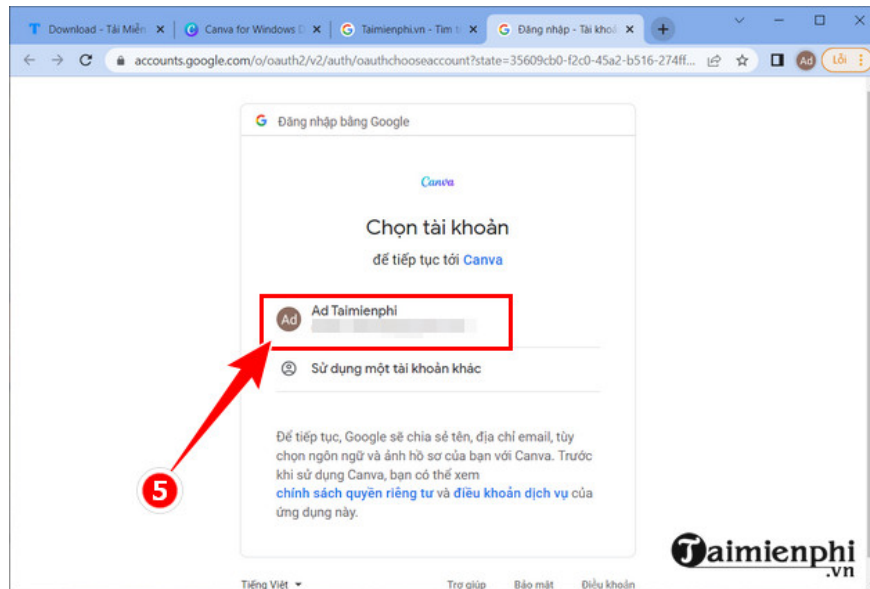 Download - Tải Miễn
Canva for Windows D
Taimienphi.vn - Tìm
Đăng nhập - Tài khoả
accounts.google.com/o/oauth2/v2/auth/oauthchooseaccount?state=35609cb0-f2c0-45a2-b516-274ff...
Ad
Lỗi
Đăng nhập bằng Google
Canva
Chọn tài khoản
để tiếp tục tới Canva
Ad
Ad Taimienphi
Sử dụng một tài khoản khác
Để tiếp tục, Google sẽ chia sẻ tên, địa chỉ email, tùy
chọn ngôn ngữ và ảnh hồ sơ của bạn với Canva. Trước
khi sử dụng Canva, bạn có thể xem
chính sách quyền riêng tư và điều khoản dịch vụ của
ứng dụng này.
5
Taimienphi
.vn
Tiếng Việt
Trợ giúp
Bảo mật
Điều khoản